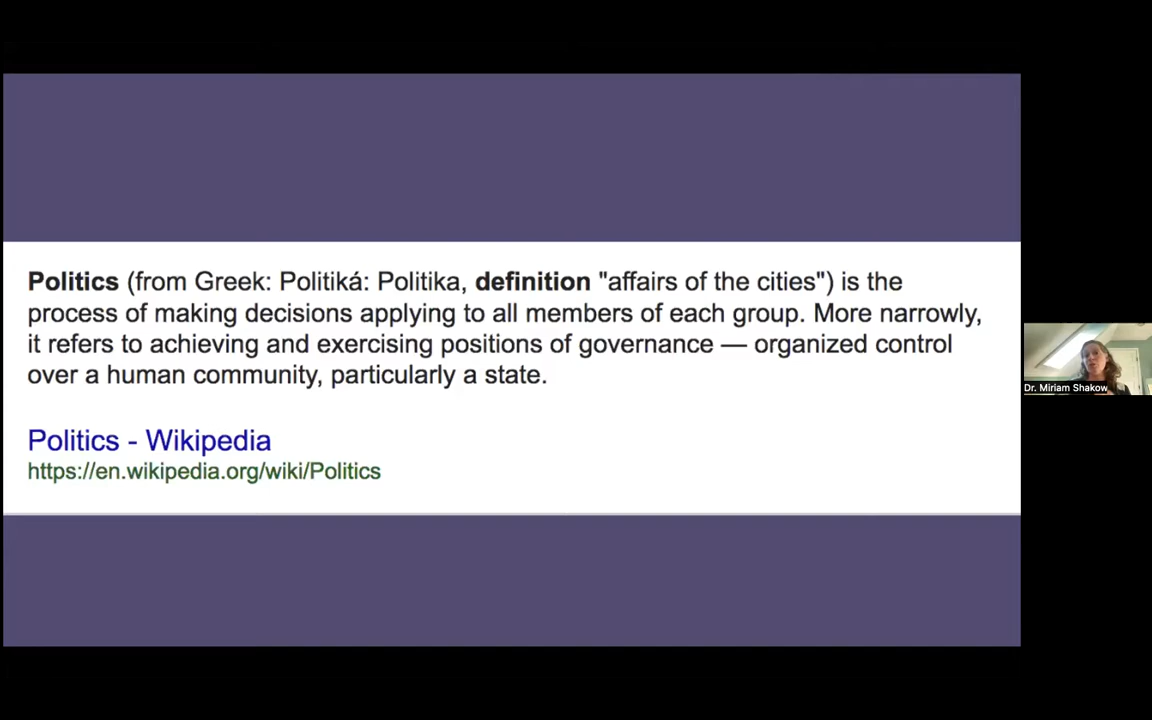 Politics (from Greek: Politiká: Politika, definition "affairs of the cities") is the
process of making decisions applying to all members of each group. More narrowly,
it refers to achieving and exercising positions of governance — organized control
over a human community, particularly a state.
Politics - Wikipedia
https://en.wikipedia.org/wiki/Politics
Dr. Miriam Shakow